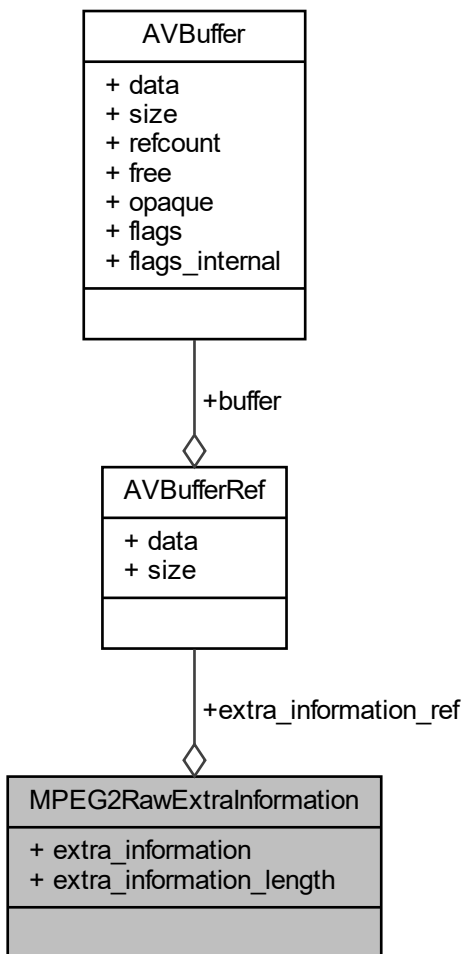 AVBuffer
+ data
+ size
+ refcount
+ free
+ opaque
+ flags
+ flags_internal
+buffer
AVBufferRef
+ data
+ size
+extra_information_ref
MPEG2RawExtraInformation
+ extra_information
+ extra_information_length